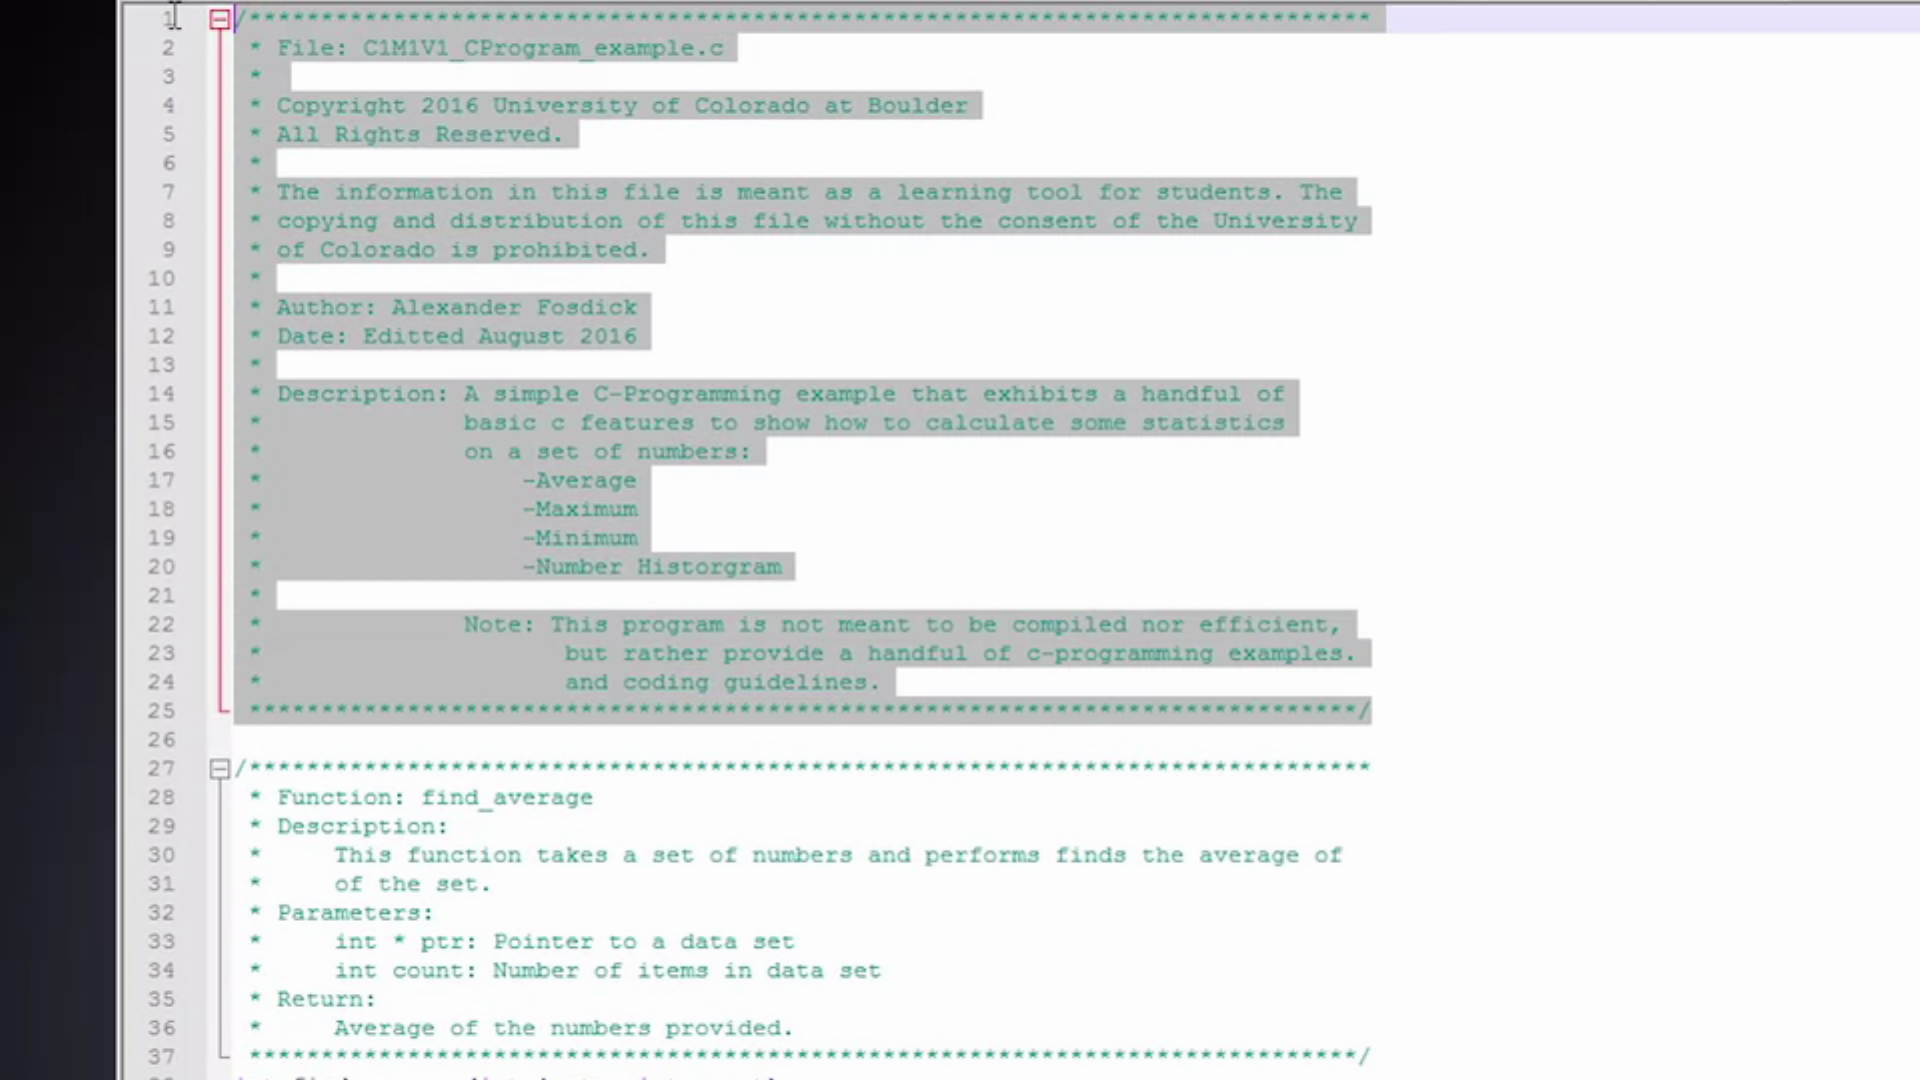 1 /******************************************************************************
2 * File: C1M1V1_CProgram_example.c
3 *
4 * Copyright 2016 University of Colorado at Boulder
5 * All Rights Reserved.
6 *
7 * The information in this file is meant as a learning tool for students. The
8 * copying and distribution of this file without the consent of the University
9 * of Colorado is prohibited.
10 *
11 * Author: Alexander Fosdick
12 * Date: Editted August 2016
13 *
14 * Description: A simple C-Programming example that exhibits a handful of
15 * basic c features to show how to calculate some statistics
16 * on a set of numbers:
17 * -Average
18 * -Maximum
19 * -Minimum
20 * -Number Historgram
21 *
22 * Note: This program is not meant to be compiled nor efficient,
23 * but rather provide a handful of c-programming examples.
24 * and coding guidelines.
25 *****************************************************************************/
26
27 /******************************************************************************
28 * Function: find_average
29 * Description:
30 * This function takes a set of numbers and performs finds the average of
31 * of the set.
32 * Parameters:
33 * int * ptr: Pointer to a data set
34 * int count: Number of items in data set
35 * Return:
36 * Average of the numbers provided.
37 *****************************************************************************/